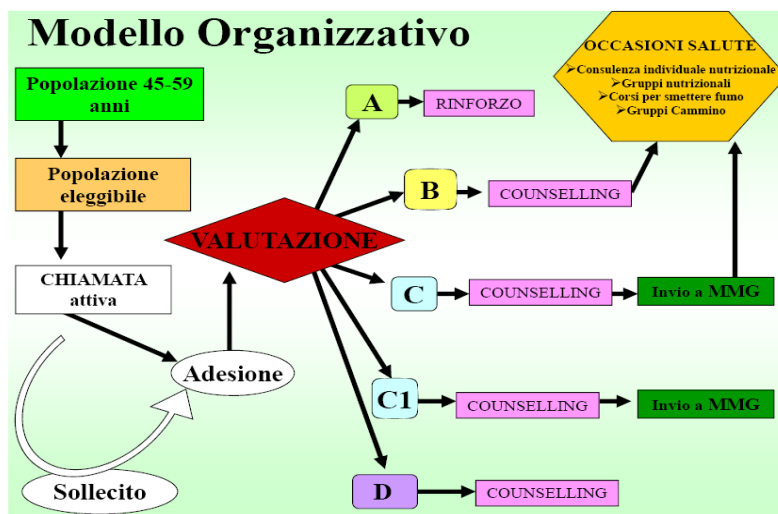 Modello Organizzativo
Popolazione 45-59
anni
Popolazione
eleggibile
CHIAMATA
attiva
Adesione
Sollecito
VALUTAZIONE
A
RINFORZO
B
COUNSELLING
C
COUNSELLING
Invio a MMG
C1
COUNSELLING
Invio a MMG
D
COUNSELLING
OCCASIONI SALUTE
➢Consulenza individuale nutrizionale
➢Gruppi nutrizionali
➢Corsi per smettere fumo
➢Gruppi Cammino